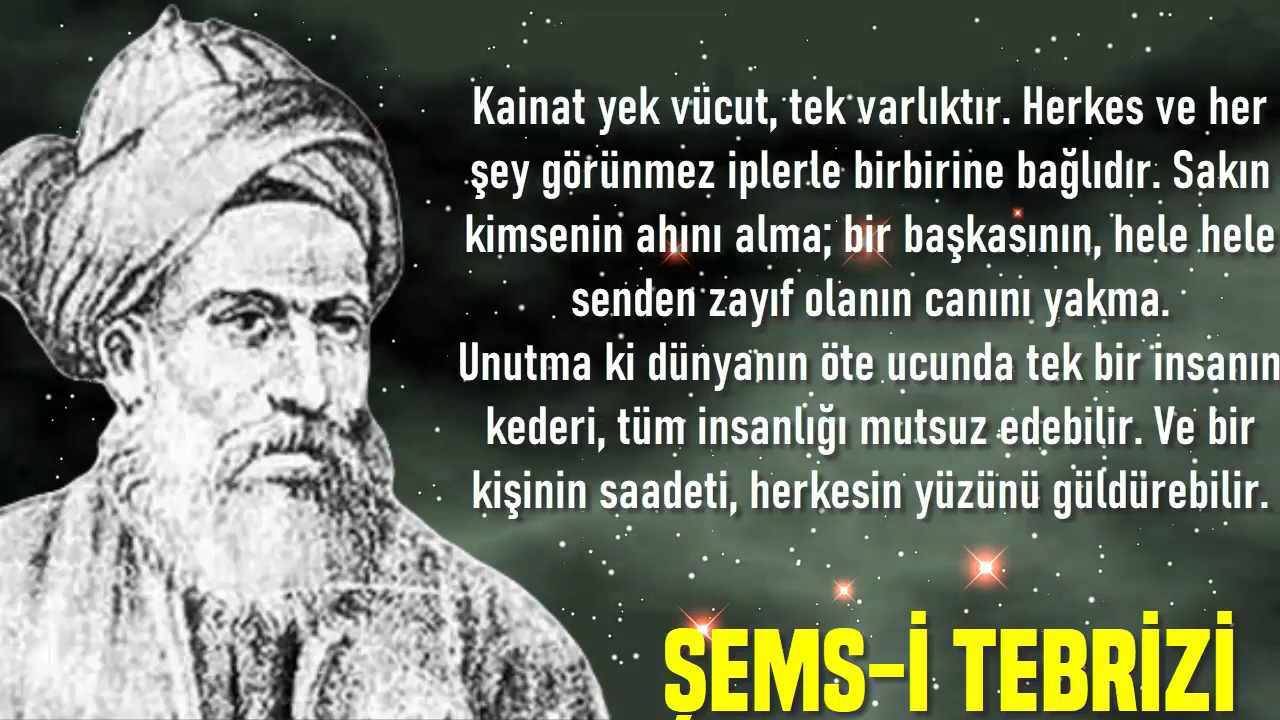 Kainat yek vücut, tek varlıktır. Herkes ve her
şey görünmez iplerle birbirine bağlıdır. Sakın
kimsenin ahını alma; bir başkasının, hele hele
senden zayıf olanın canını yakma.
Unutma ki dünyanın öte ucunda tek bir insanın
kederi, tüm insanlığı mutsuz edebilir. Ve bir
kişinin saadeti, herkesin yüzünü güldürebilir.
ŞEMS-İ TEBRİZİ